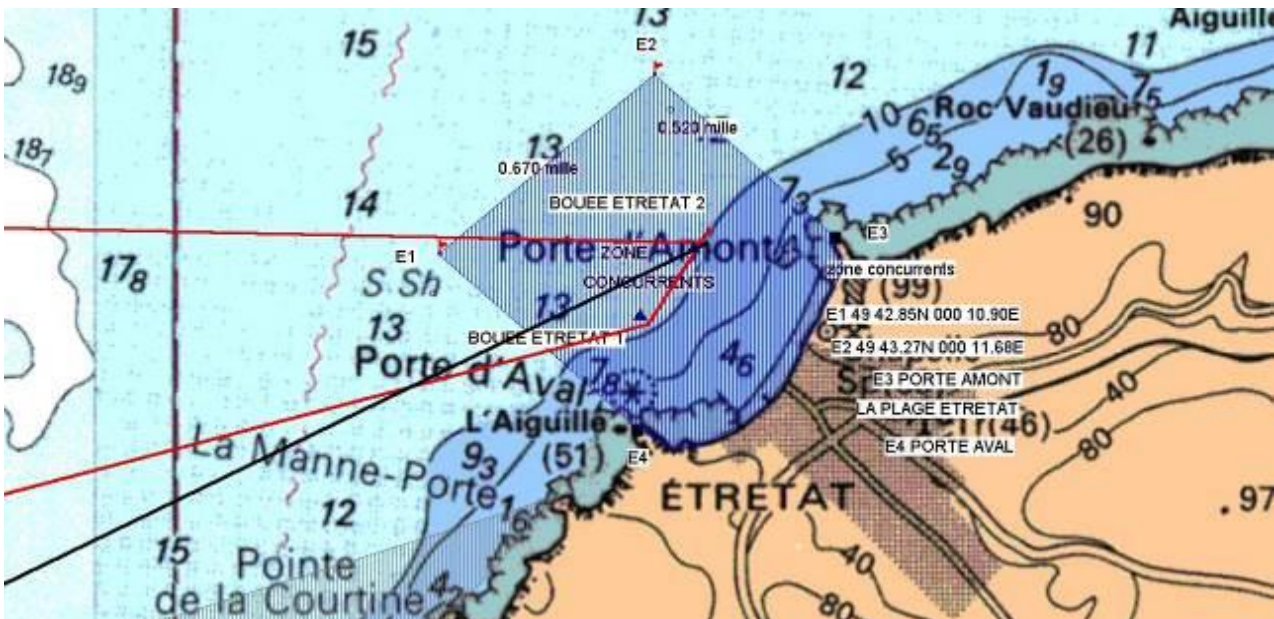 13
Aiguille
15
E2
11
12
18₉
1₉
7₅
Roc Vaudieu
(26)
10
6₅
0.520 mille
5
2₉
13
18₇
0.670 mille
7₃
BOUEE ETRETAT 2
90
14
E3
Porte d'Amont
E1
ZONE
17₈
zone concurrents
S.Sh
CONCURRENTS
(99)
13
E1 49 42.85N 000 10.90E
80
13
BOUEE ETRETAT 1
E2 49 43.27N 000 11.68E
4₆
Porte d'Aval
7₈
E3 PORTE AMONT
40
LA PLAGE ETRETAT
L'Aiguille
(46)
80
La Manne-Porte
9₃
(51)
E4
E4 PORTE AVAL
1₆
ÉTRETAT
12
97
15
40
Pointe
de la Courtine
4₂
80